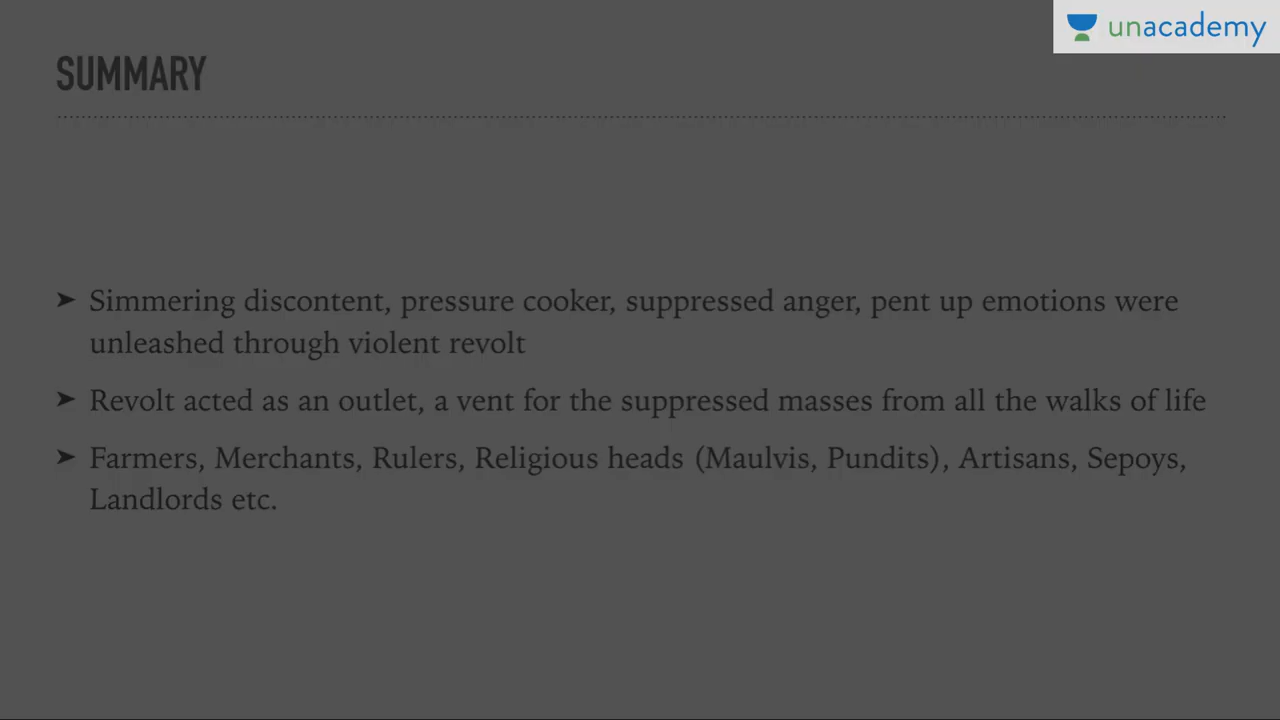 unacademy
SUMMARY
➤ Simmering discontent, pressure cooker, suppressed anger, pent up emotions were
unleashed through violent revolt
➤ Revolt acted as an outlet, a vent for the suppressed masses from all the walks of life
➤ Farmers, Merchants, Rulers, Religious heads (Maulvis, Pundits), Artisans, Sepoys,
Landlords etc.